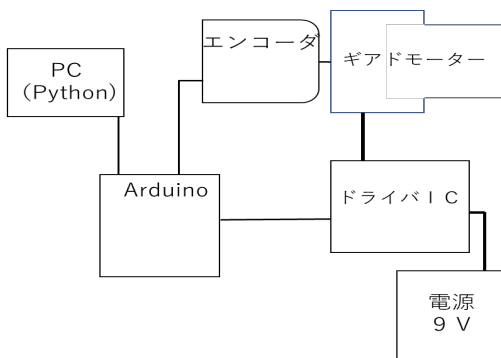 エンコーダ
ギアドモーター
PC
(Python)
Arduino
ドライバIC
電源
9V